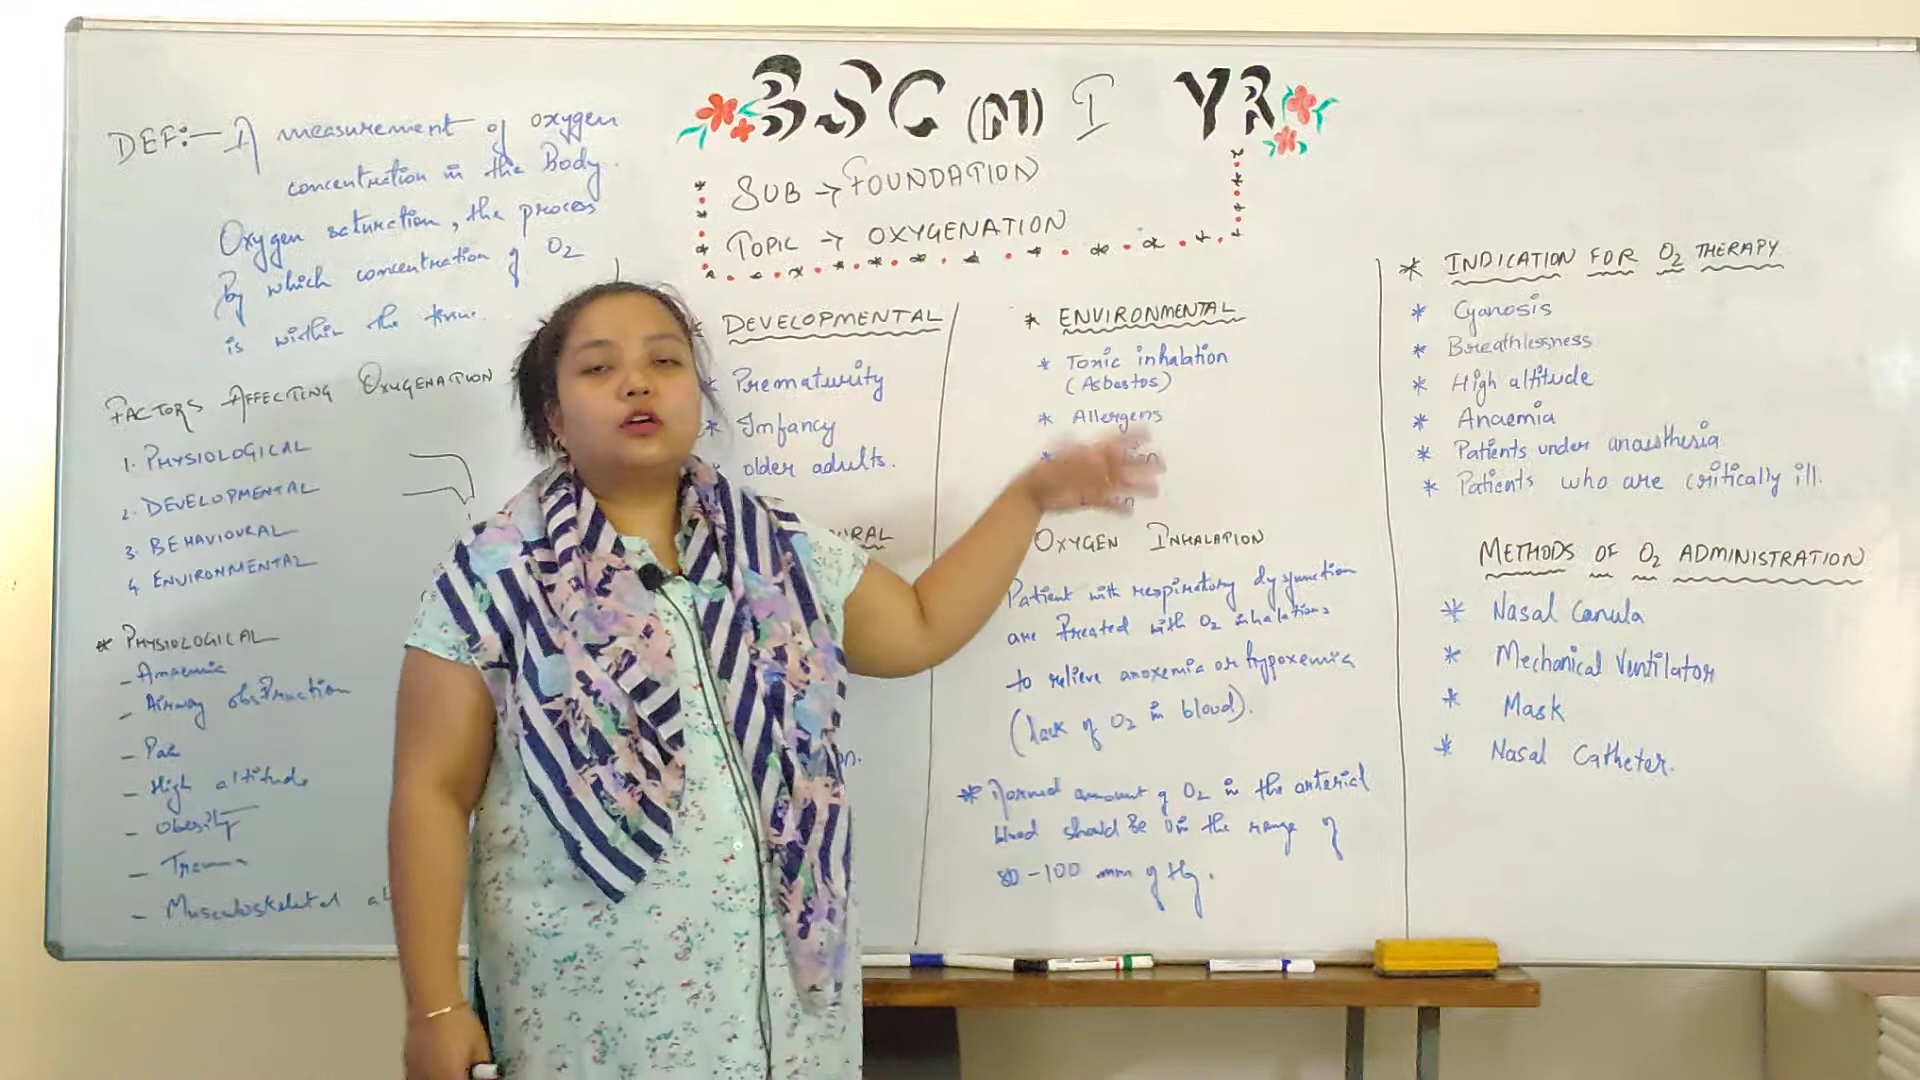 BSC (N) I YR
SUB → FOUNDATION
TOPIC → OXYGENATION
DEF:- A measurement of oxygen
concentration in the Body.
Oxygen saturation, the process
By which concentration of O2
is within the tissue.
FACTORS AFFECTING OXYGENATION
1. PHYSIOLOGICAL
2. DEVELOPMENTAL
3. BEHAVIOURAL
4. ENVIRONMENTAL
* PHYSIOLOGICAL
- Anaemia
- Airway obstruction
- High altitude
- Obesity
- Trauma
- Musculoskeletal
* DEVELOPMENTAL
* Prematurity
* Infancy
older adults.
* ENVIRONMENTAL
* Toxic inhalation
(Asbestos)
* Allergens
OXYGEN INHALATION
Patient with respiratory dysfunction
are treated with O2 inhalations
to relieve anoxemia or hypoxemia
(lack of O2 in blood).
* Normal amount of O2 in the arterial
blood should be in the range of
80-100 mm of Hg.
* INDICATION FOR O2 THERAPY
* Cyanosis
* Breathlessness
* High altitude
* Anaemia
* Patients under anaesthesia
* Patients who are critically ill.
METHODS OF O2 ADMINISTRATION
* Nasal Canula
* Mechanical Ventilator
* Mask
* Nasal Catheter.